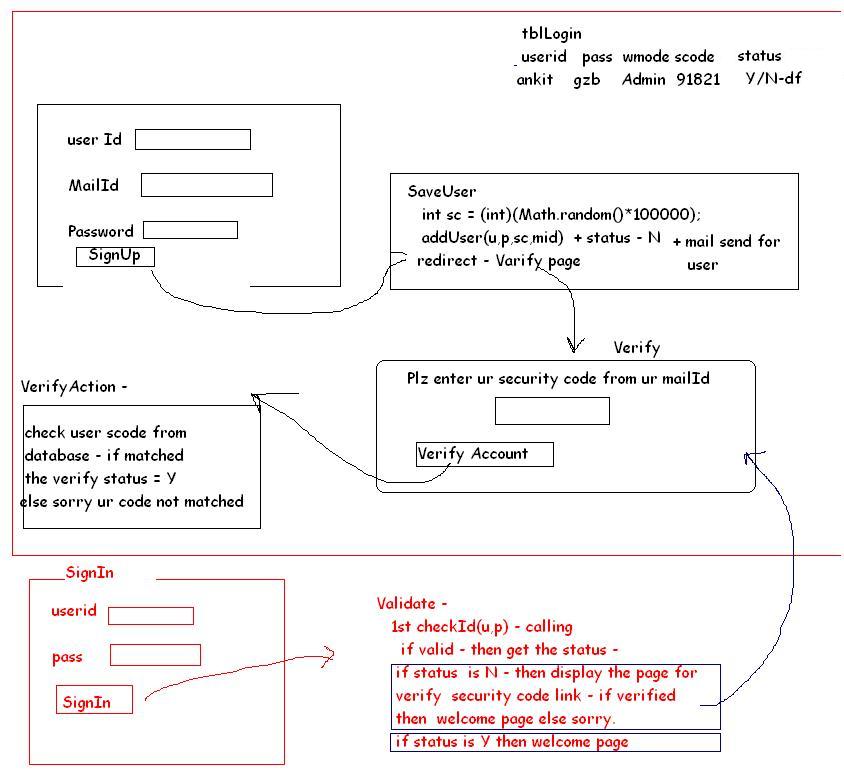 tblLogin
userid pass wmode scode status
ankit gzb Admin 91821 Y/N-df
user Id
MailId
Password
SignUp
SaveUser
int sc = (int)(Math.random()*100000);
addUser(u,p,sc,mid) + status - N + mail send for
user
redirect - Varify page
Verify
Plz enter ur security code from ur mailId
Verify Account
VerifyAction -
check user scode from
database - if matched
the verify status = Y
else sorry ur code not matched
SignIn
userid
pass
SignIn
Validate -
1st checkId(u,p) - calling
if valid - then get the status -
if status is N - then display the page for
verify security code link - if verified
then welcome page else sorry.
if status is Y then welcome page